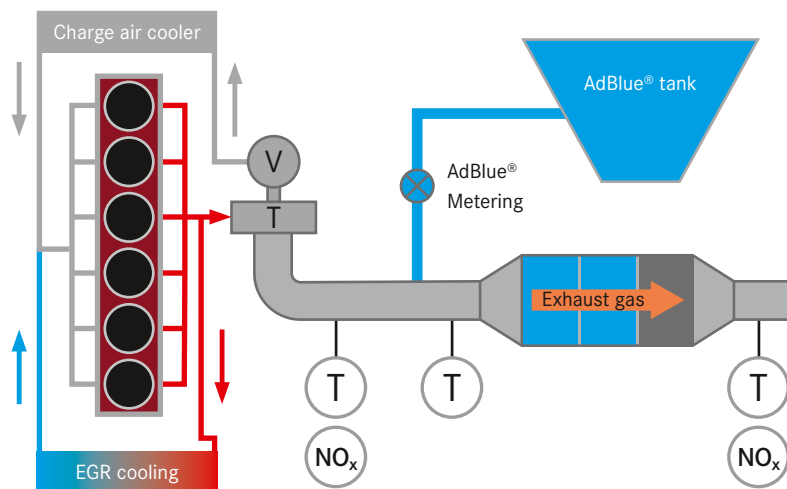 Charge air cooler
AdBlue® tank
V
AdBlue®
Metering
T
Exhaust gas
T
T
T
NOx
NOx
EGR cooling